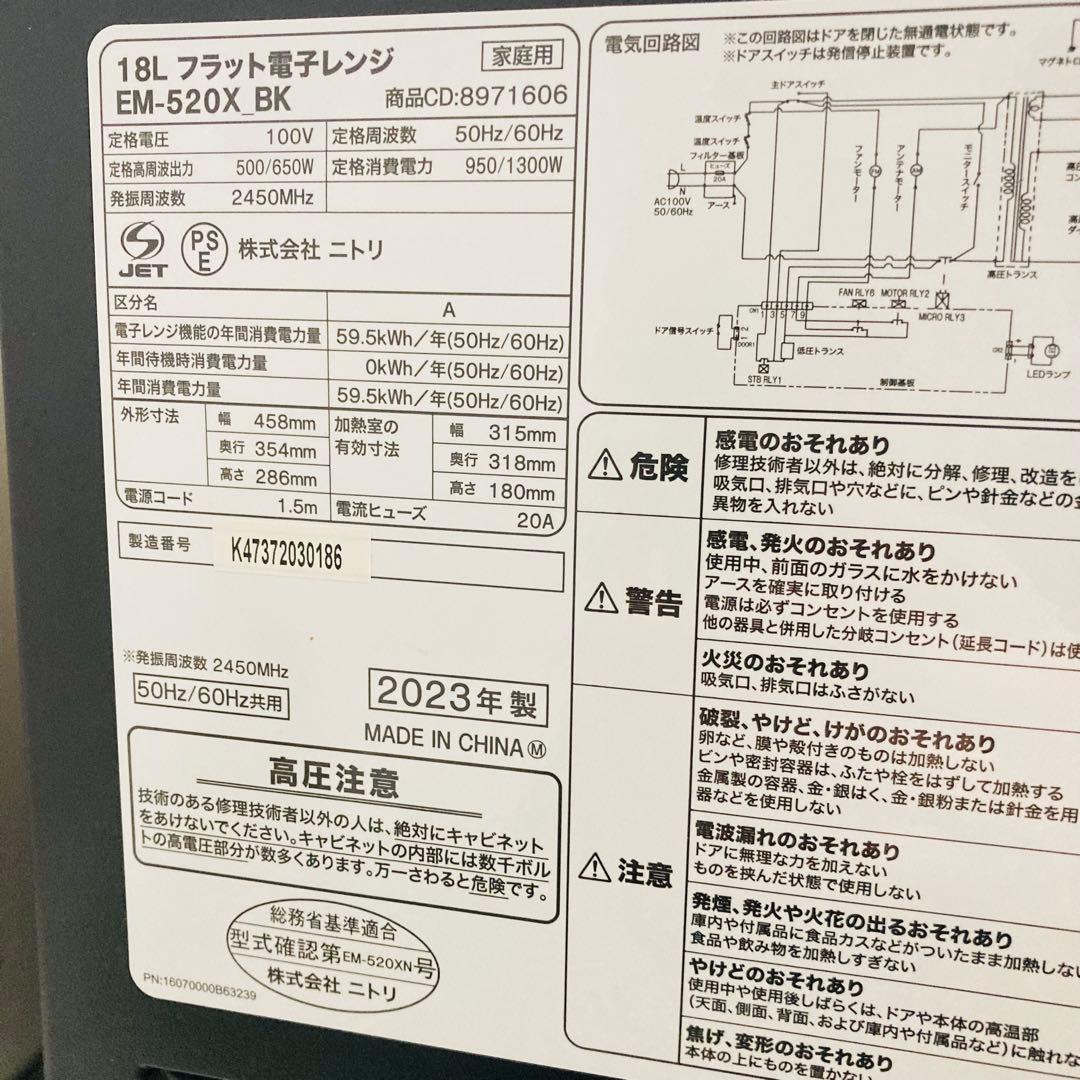 18L フラット電子レンジ 家庭用
EM-520X_BK 商品CD:8971606
定格電圧 100V 定格周波数 50Hz/60Hz
定格高周波出力 500/650W 定格消費電力 950/1300W
発振周波数 2450MHz
JET PSE 株式会社 ニトリ
区分名 A
電子レンジ機能の年間消費電力量 59.5kWh/年(50Hz/60Hz)
年間待機時消費電力量 0kWh/年(50Hz/60Hz)
年間消費電力量 59.5kWh/年(50Hz/60Hz)
外形寸法 幅 458mm 加熱室の有効寸法 幅 315mm
奥行 354mm 奥行 318mm
高さ 286mm 高さ 180mm
電源コード 1.5m 電流ヒューズ 20A
製造番号 K47372030186
※発振周波数 2450MHz
50Hz/60Hz共用
2023年製
MADE IN CHINA Ⓜ
高圧注意
技術のある修理技術者以外の人は、絶対にキャビネット
をあけないでください。キャビネットの内部には数千ボル
トの高電圧部分が数多くあります。万一さわると危険です。
総務省基準適合
型式確認第EM-520XN号
株式会社 ニトリ
PN:16070000B63239
電気回路図 ※この回路図はドアを閉じた無通電状態です。
※ドアスイッチは発信停止装置です。
マグネトロ
主ドアスイッチ
温度スイッチ
温度スイッチ
フィルター基板
ヒューズ
20A
L
N
AC100V
50/60Hz
アース
ファンモーター
FM
アンテナモーター
AM
モニタースイッチ
高圧トランス
高圧
コン
高圧
ダー
FAN RLY6 MOTOR RLY2
MICRO RLY3
CN1 1 3 5 7 9
ドア信号スイッチ
DOOR1
1 2
低圧トランス
STB RLY1
制御基板
CN2
LEDランプ
危険
感電のおそれあり
修理技術者以外は、絶対に分解、修理、改造を
吸気口、排気口や穴などに、ピンや針金などの金
異物を入れない
警告
感電、発火のおそれあり
使用中、前面のガラスに水をかけない
アースを確実に取り付ける
電源は必ずコンセントを使用する
他の器具と併用した分岐コンセント(延長コード)は使
火災のおそれあり
吸気口、排気口はふさがない
注意
破裂、やけど、けがのおそれあり
卵など、膜や殻付きのものは加熱しない
ビンや密封容器は、ふたや栓をはずして加熱する
金属製の容器、金・銀はく、金・銀粉または針金を用
器などを使用しない
電波漏れのおそれあり
ドアに無理な力を加えない
ものを挟んだ状態で使用しない
発煙、発火や火花の出るおそれあり
庫内や付属品に食品カスなどがついたまま加熱しない
食品や飲み物を加熱しすぎない
やけどのおそれあり
使用中や使用後しばらくは、ドアや本体の高温部
(天面、側面、背面、および庫内や付属品など)に触れな
焦げ、変形のおそれあり
本体の上にものを置かない